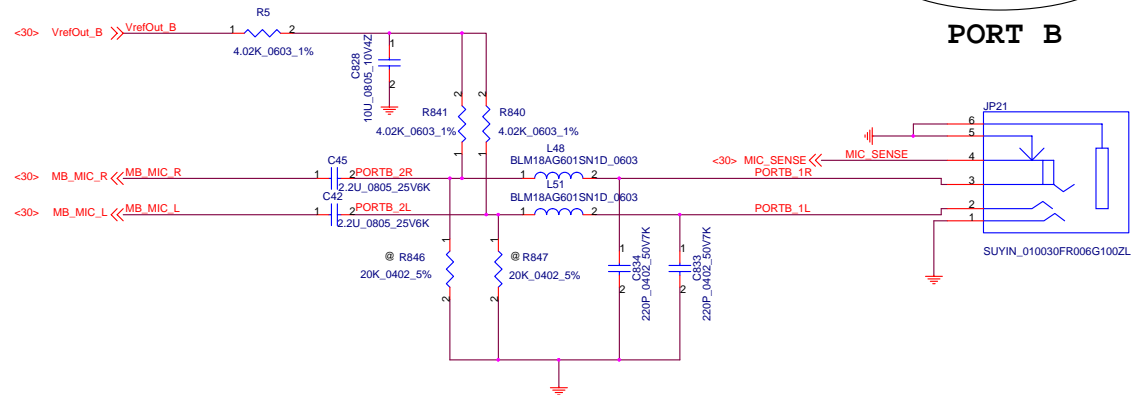 PORT B
R5
<30> VrefOut_B VrefOut_B 1 2
4.02K_0603_1%
1
C828
10U_0805_10V4Z
2
2 2
R841 R840
4.02K_0603_1% 4.02K_0603_1%
1 1
JP21
6
5
L48
BLM18AG601SN1D_0603
<30> MIC_SENSE MIC_SENSE 4
C45
<30> MB_MIC_R MB_MIC_R 1 2 PORTB_2R 1 2 PORTB_1R 3
2.2U_0805_25V6K
L51
BLM18AG601SN1D_0603
C42
<30> MB_MIC_L MB_MIC_L 1 2 PORTB_2L 1 2 PORTB_1L 2
2.2U_0805_25V6K
1
SUYIN_010030FR006G100ZL
1 1 1 1
@ R846 @ R847
20K_0402_5% 20K_0402_5%
C834
220P_0402_50V7K
C833
220P_0402_50V7K
2 2 2 2